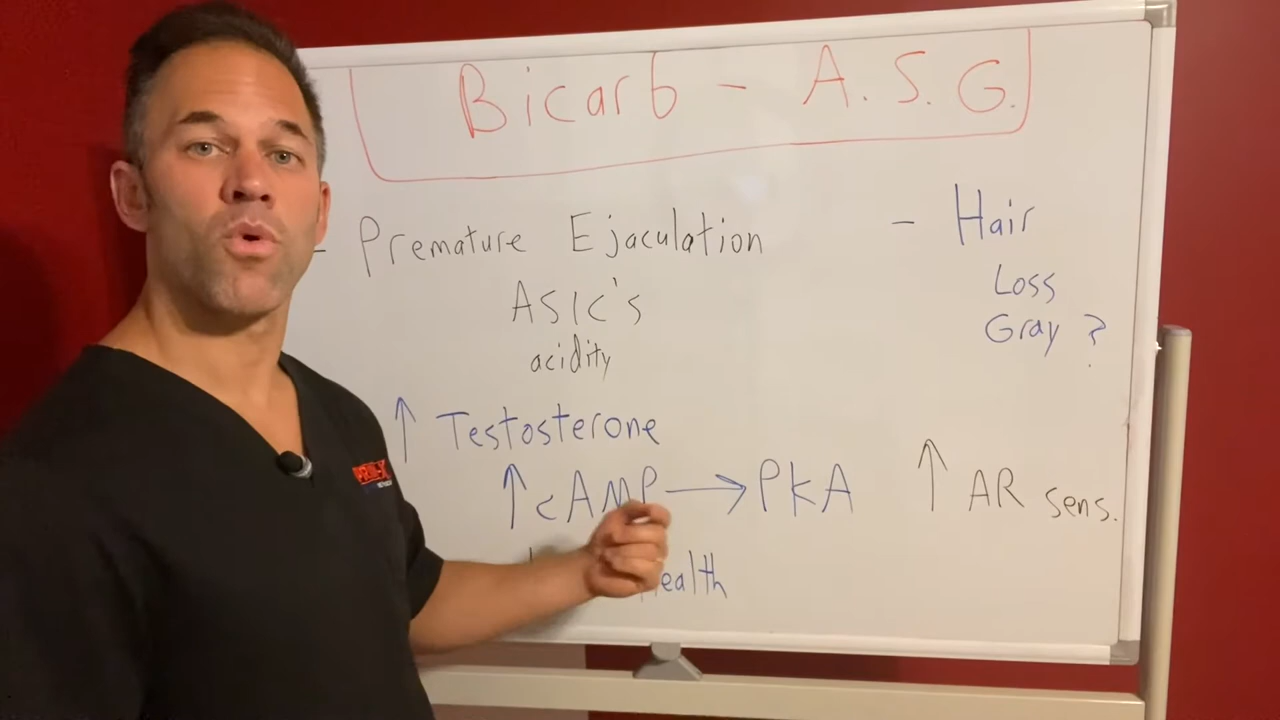 Bicarb - A.S.G.
- Premature Ejaculation
ASIC's
acidity
- Hair
Loss
Gray ?
↑ Testosterone
↑ cAMP → PKA
↑ AR sens.
ealth